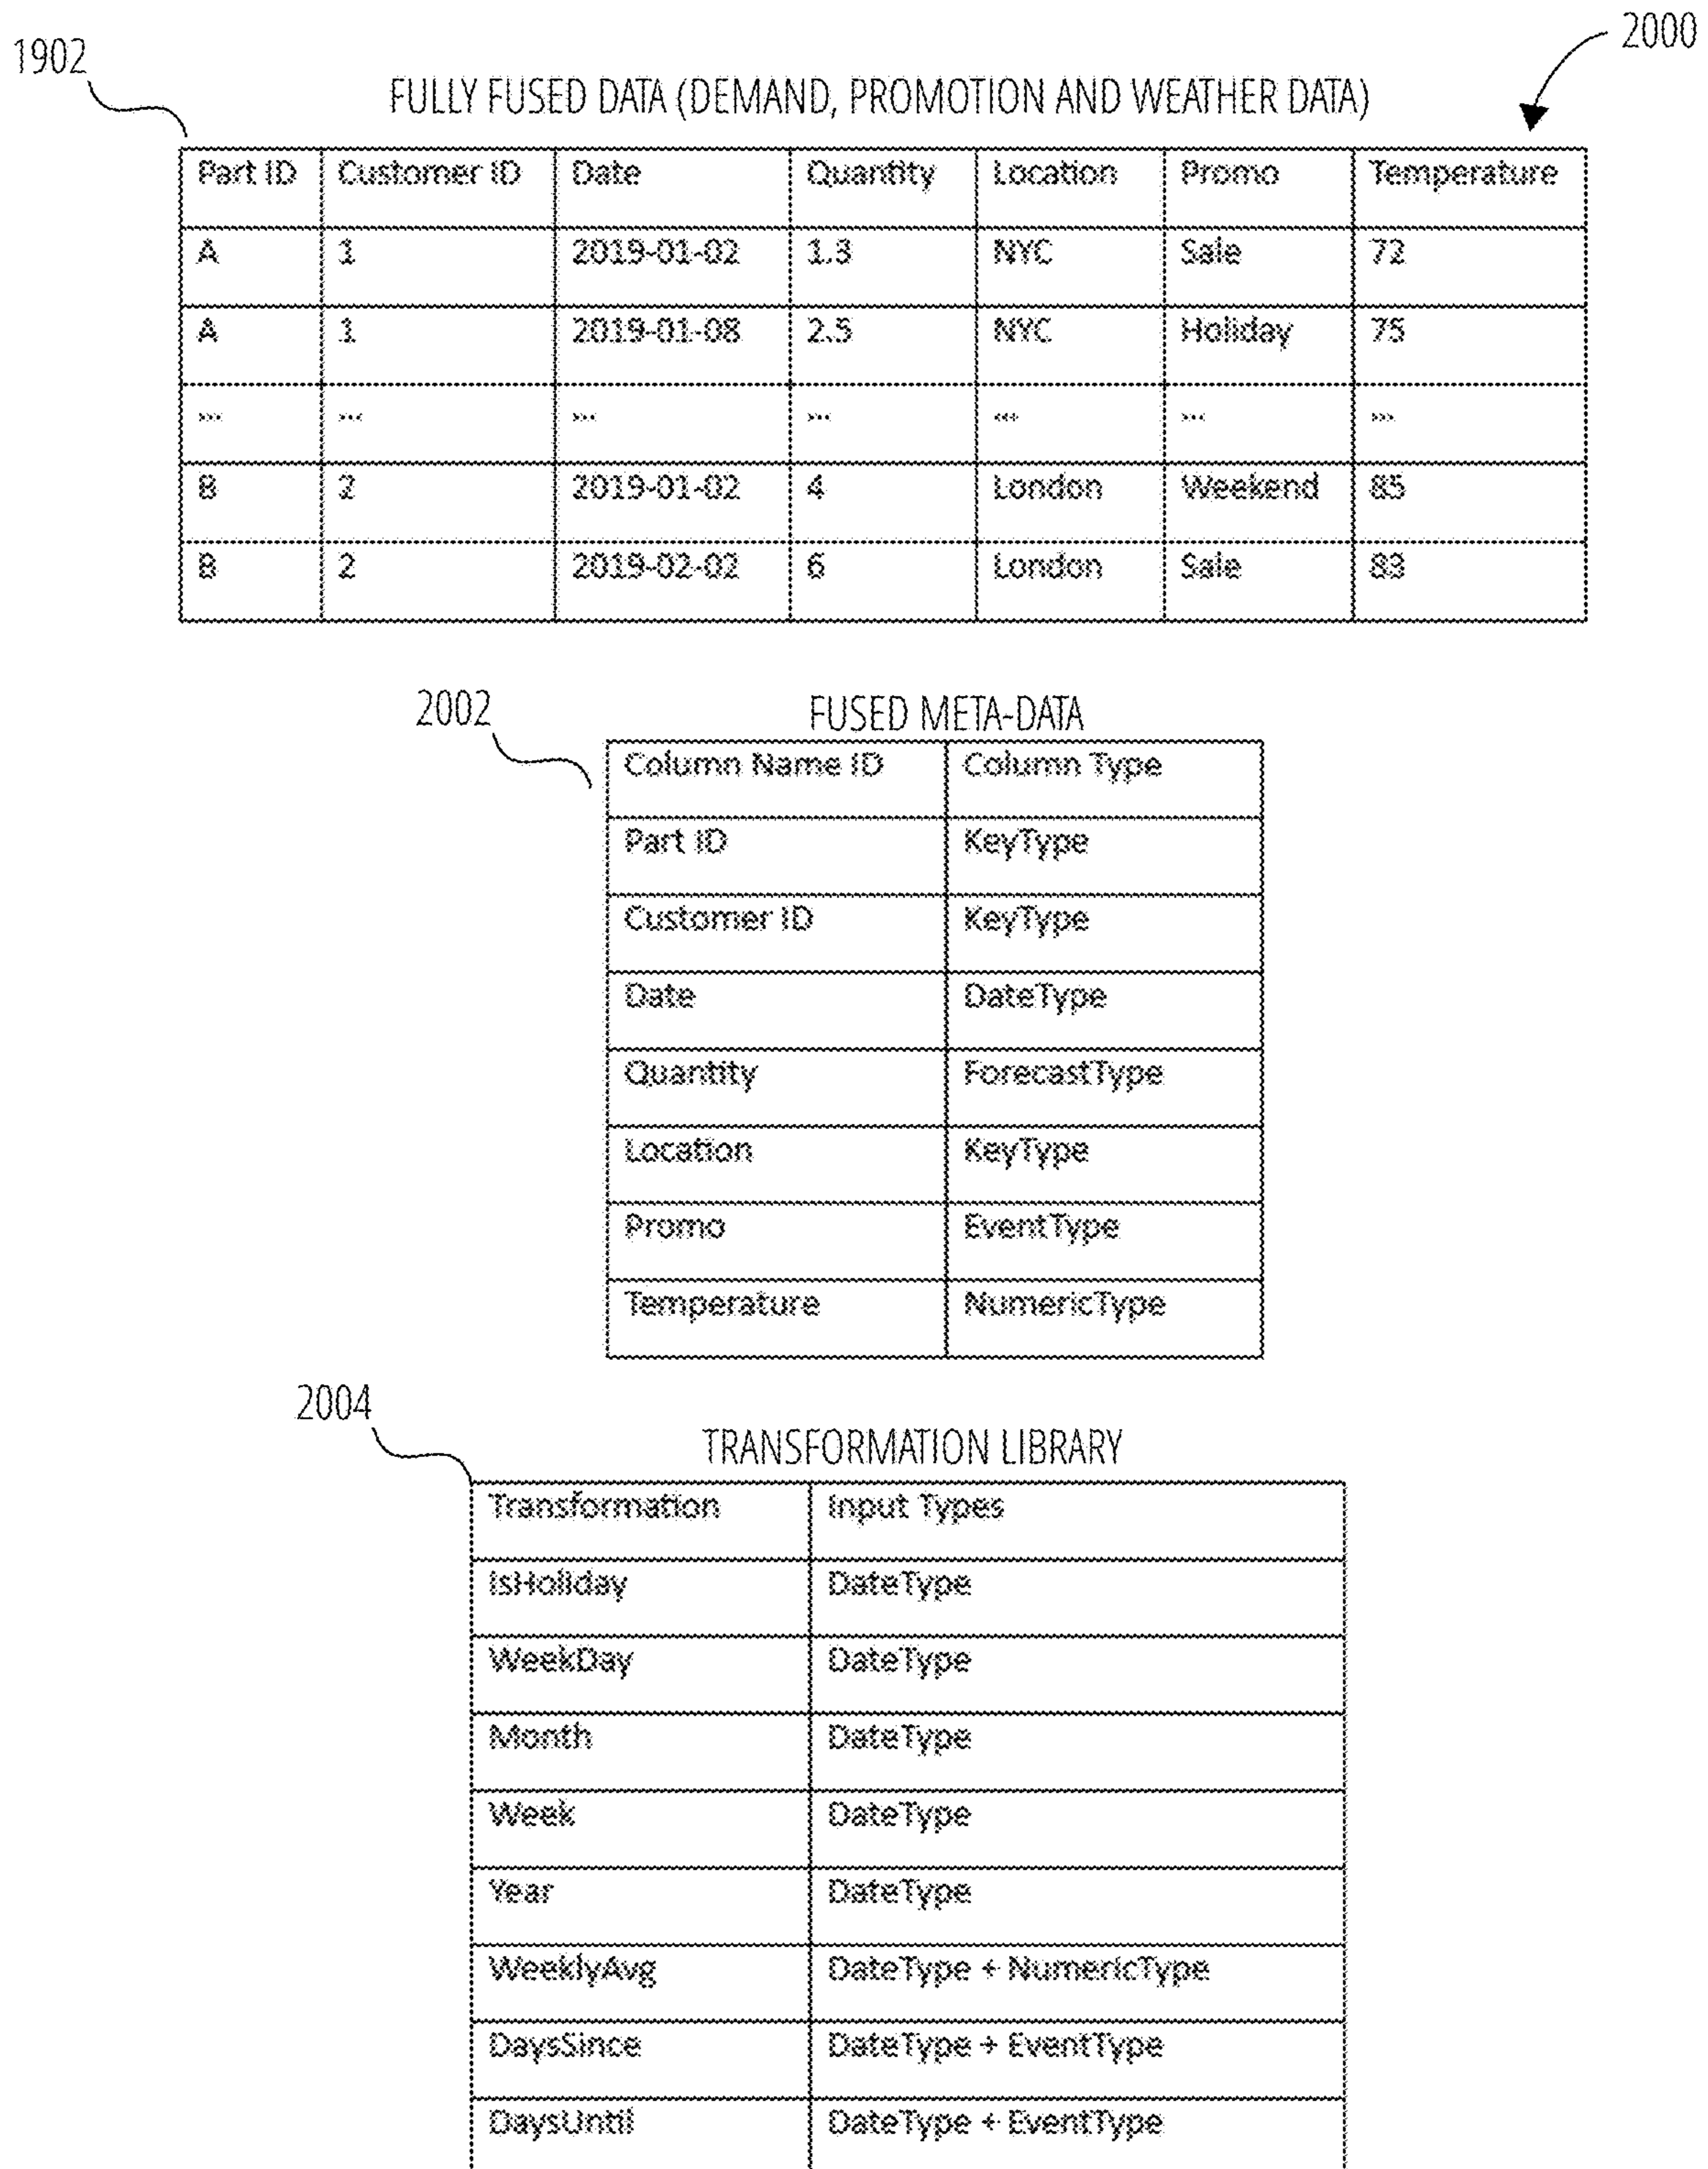 2000
1902
FULLY FUSED DATA (DEMAND, PROMOTION AND WEATHER DATA)
Part ID Customer ID Date Quantity Location Promo Temperature
A 1 2019-01-02 1.3 NYC Sale 72
A 1 2019-01-08 2.5 NYC Holiday 75
... ... ... ... ... ... ...
B 2 2019-01-02 4 London Weekend 85
B 2 2019-02-02 6 London Sale 83
2002
FUSED META-DATA
Column Name ID Column Type
Part ID KeyType
Customer ID KeyType
Date DateType
Quantity ForecastType
Location KeyType
Promo EventType
Temperature NumericType
2004
TRANSFORMATION LIBRARY
Transformation Input Types
IsHoliday DateType
WeekDay DateType
Month DateType
Week DateType
Year DateType
WeeklyAvg DateType + NumericType
DaysSince DateType + EventType
DaysUntil DateType + EventType